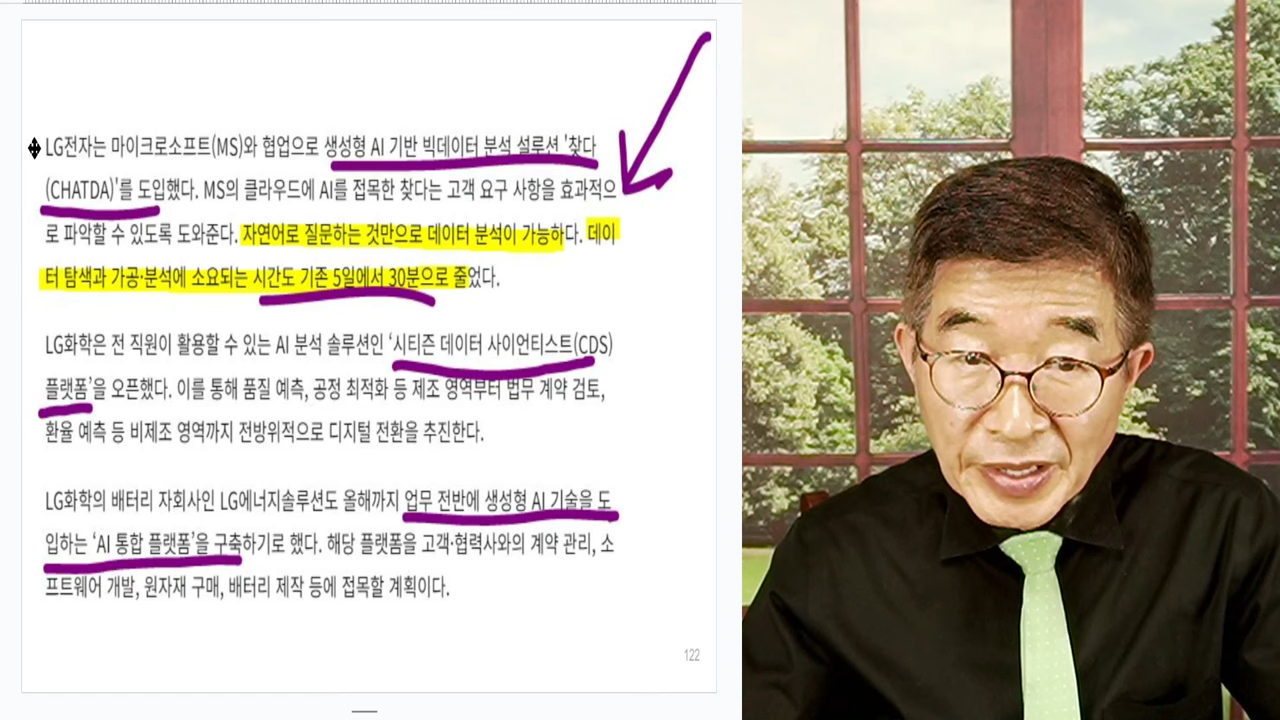 LG전자는 마이크로소프트(MS)와 협업으로 생성형 AI 기반 빅데이터 분석 설루션 '찾다
(CHATDA)'를 도입했다. MS의 클라우드에 AI를 접목한 찾다는 고객 요구 사항을 효과적으
로 파악할 수 있도록 도와준다. 자연어로 질문하는 것만으로 데이터 분석이 가능하다. 데이
터 탐색과 가공·분석에 소요되는 시간도 기존 5일에서 30분으로 줄었다.
LG화학은 전 직원이 활용할 수 있는 AI 분석 솔루션인 ‘시티즌 데이터 사이언티스트(CDS)
플랫폼’을 오픈했다. 이를 통해 품질 예측, 공정 최적화 등 제조 영역부터 법무 계약 검토,
환율 예측 등 비제조 영역까지 전방위적으로 디지털 전환을 추진한다.
LG화학의 배터리 자회사인 LG에너지솔루션도 올해까지 업무 전반에 생성형 AI 기술을 도
입하는 ‘AI 통합 플랫폼’을 구축하기로 했다. 해당 플랫폼을 고객·협력사와의 계약 관리, 소
프트웨어 개발, 원자재 구매, 배터리 제작 등에 접목할 계획이다.
122